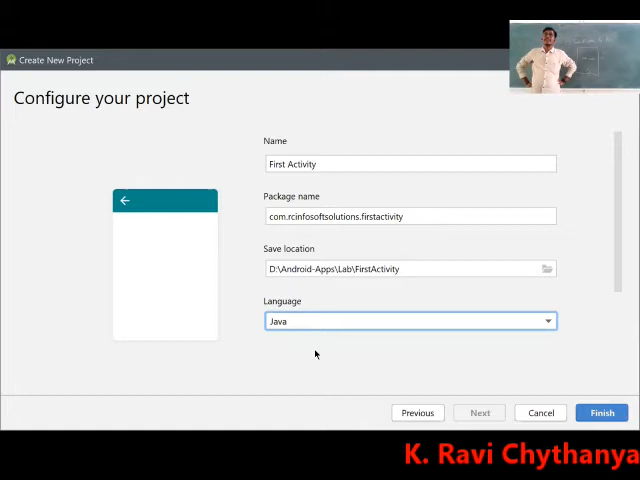 Create New Project
Configure your project
Name
First Activity
Package name
com.rcinfosoftsolutions.firstactivity
Save location
D:\Android-Apps\Lab\FirstActivity
Language
Java
Previous
Next
Cancel
Finish
K. Ravi Chythanya